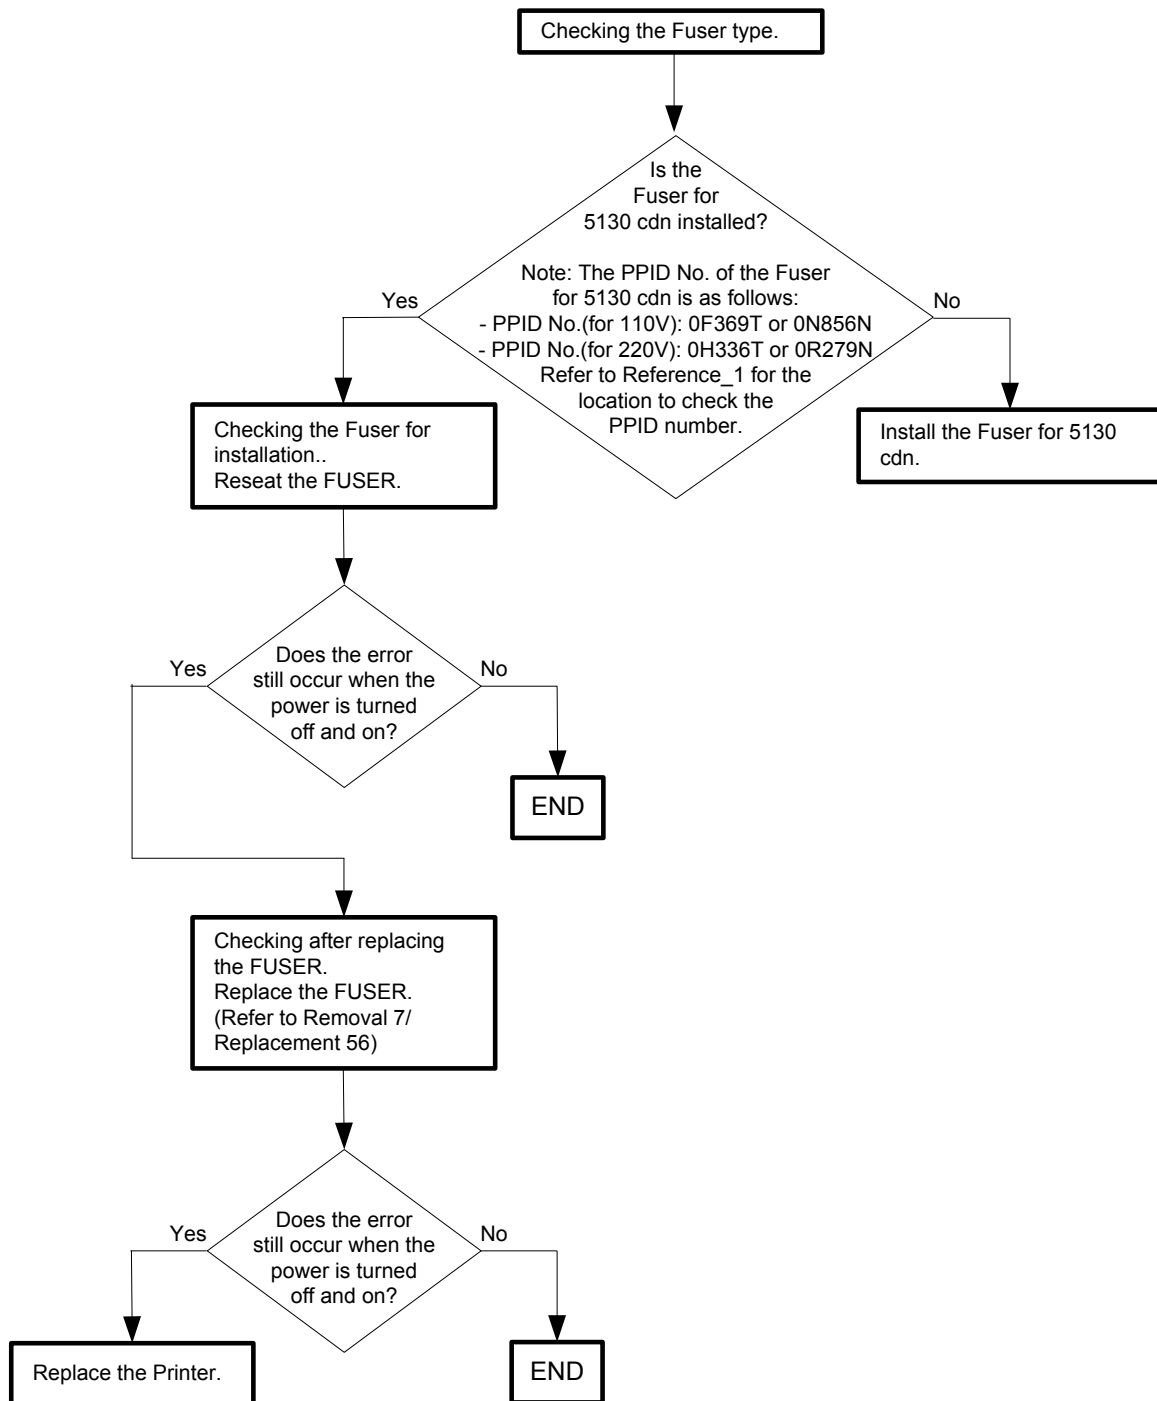 Checking the Fuser type.
Is the
Fuser for
5130 cdn installed?
Note: The PPID No. of the Fuser
for 5130 cdn is as follows:
- PPID No.(for 110V): 0F369T or 0N856N
- PPID No.(for 220V): 0H336T or 0R279N
Refer to Reference_1 for the
location to check the
PPID number.
Yes
No
Checking the Fuser for
installation..
Reseat the FUSER.
Install the Fuser for 5130
cdn.
Does the error
still occur when the
power is turned
off and on?
Yes
No
END
Checking after replacing
the FUSER.
Replace the FUSER.
(Refer to Removal 7/
Replacement 56)
Does the error
still occur when the
power is turned
off and on?
Yes
No
Replace the Printer.
END